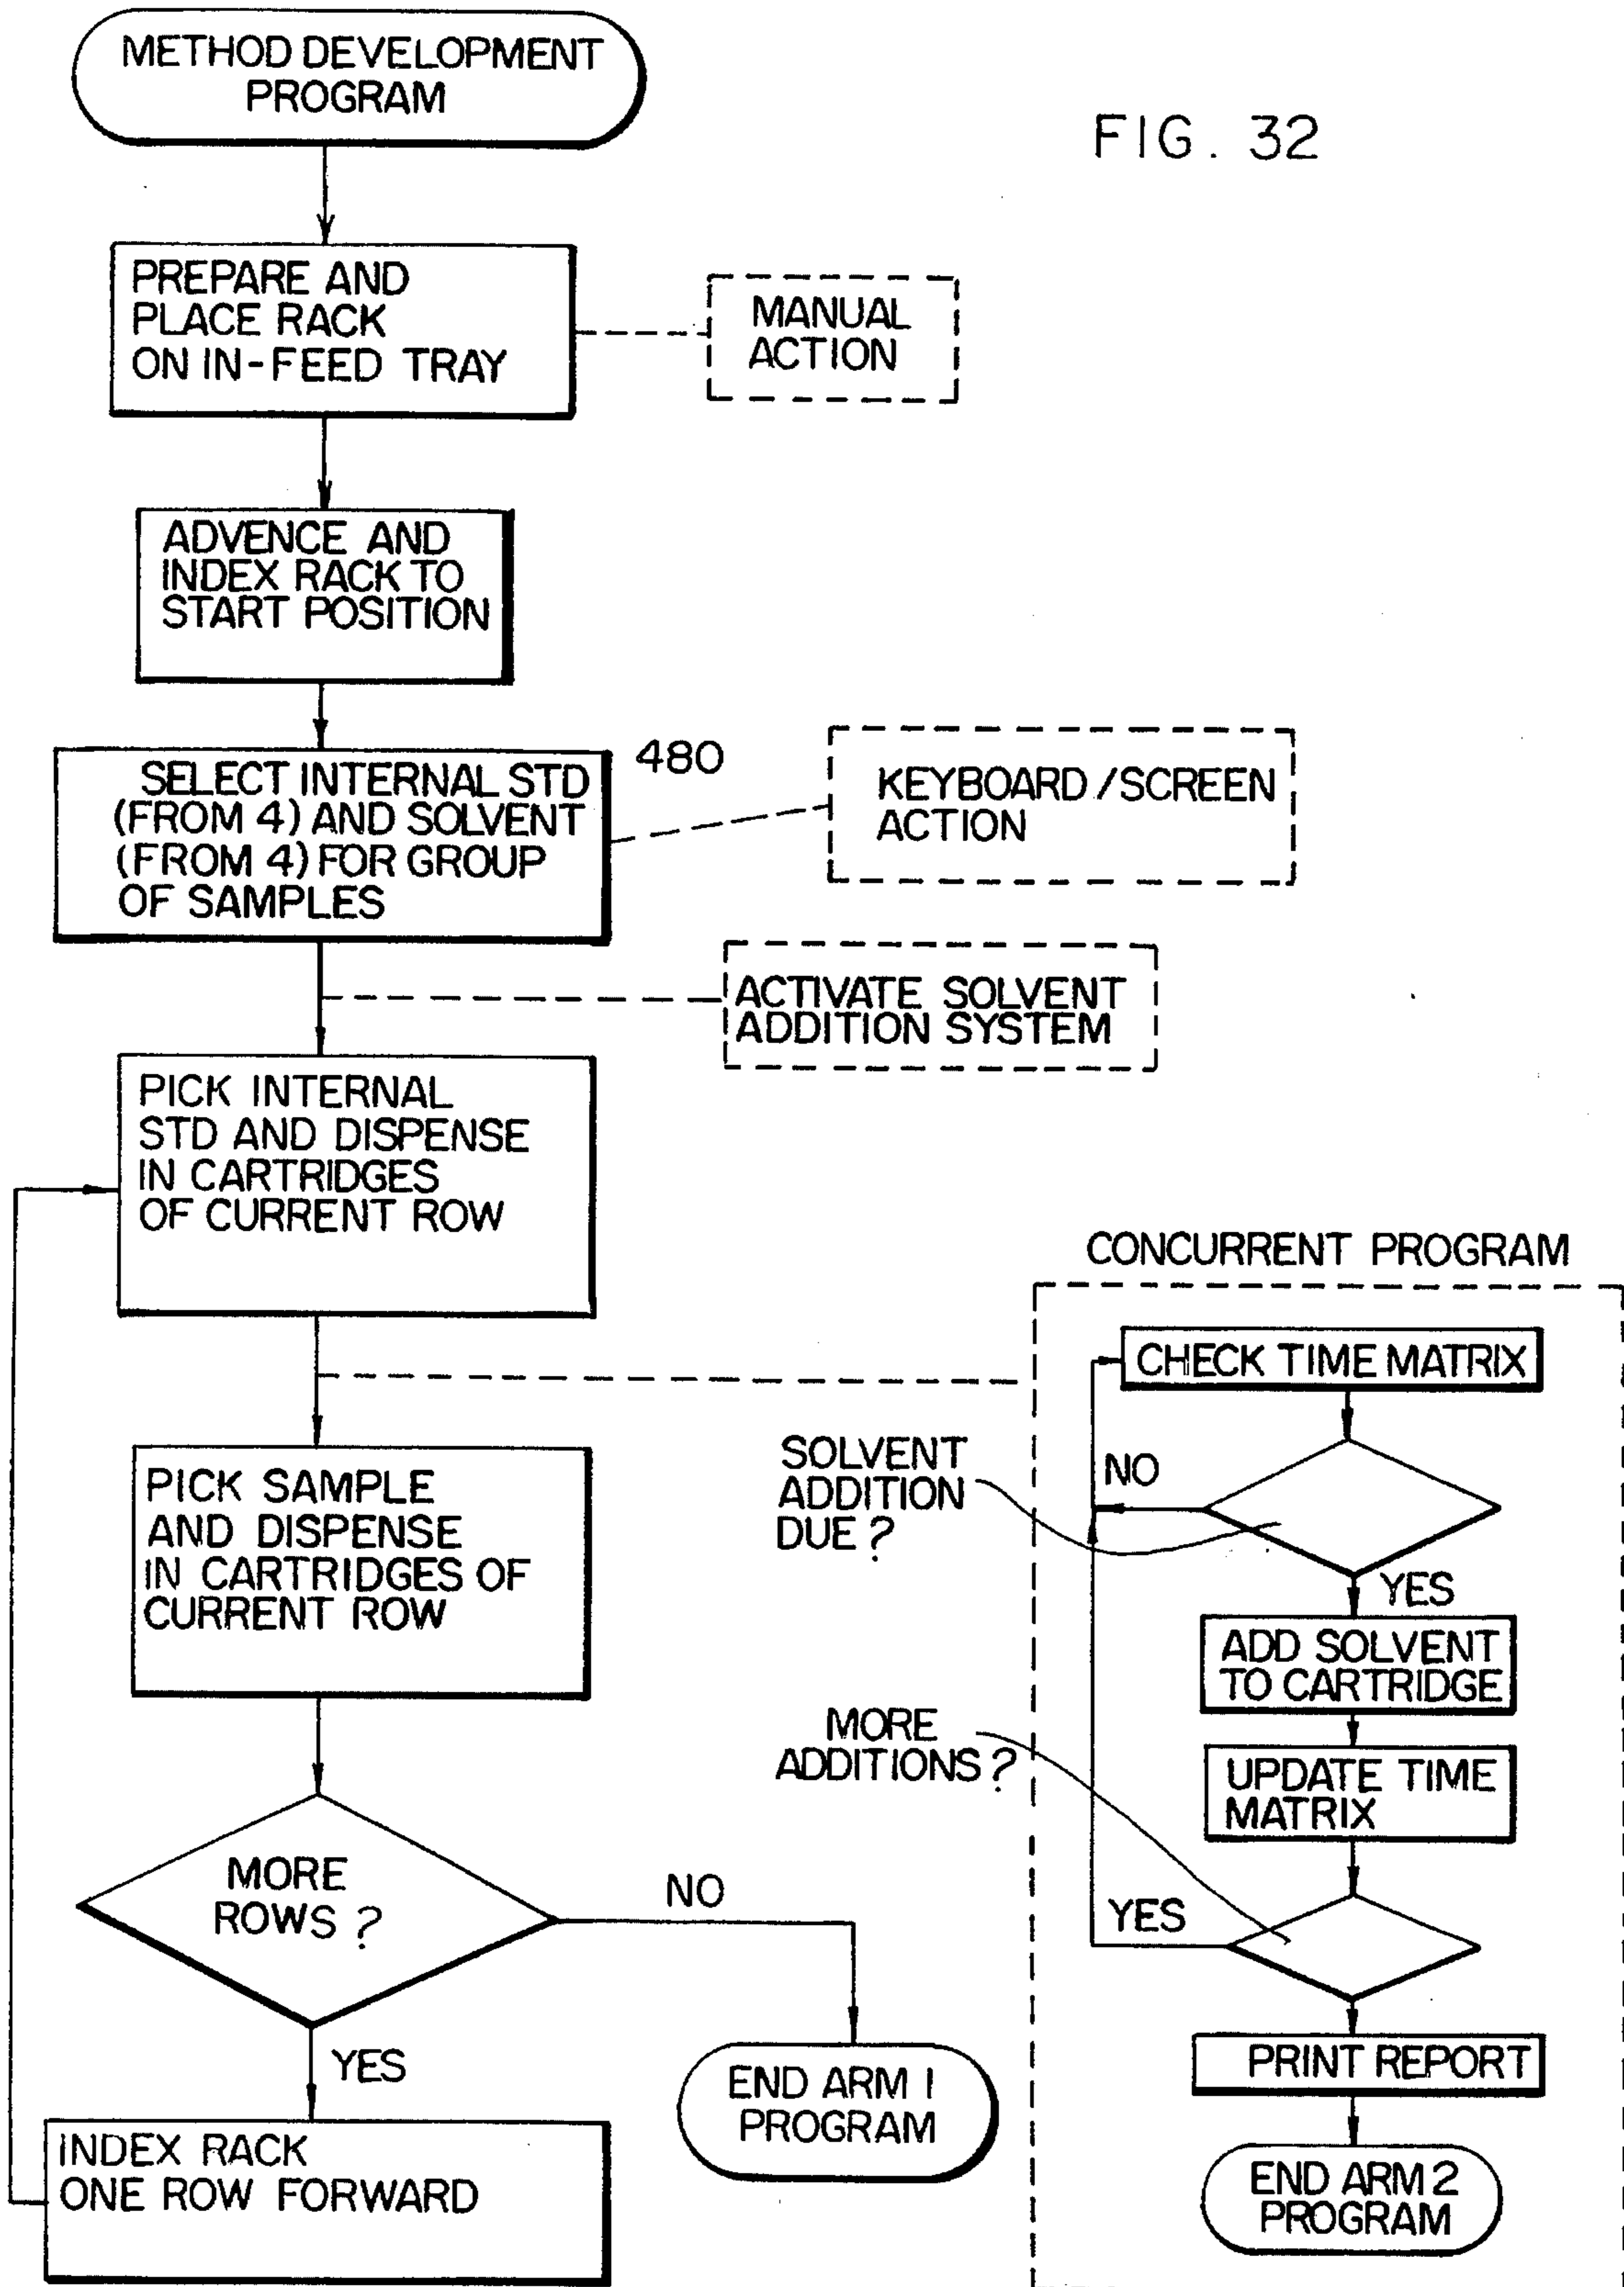 METHOD DEVELOPMENT
PROGRAM
FIG. 32
PREPARE AND
PLACE RACK
ON IN-FEED TRAY
MANUAL
ACTION
ADVENCE AND
INDEX RACK TO
START POSITION
480
SELECT INTERNAL STD
(FROM 4) AND SOLVENT
(FROM 4) FOR GROUP
OF SAMPLES
KEYBOARD/SCREEN
ACTION
ACTIVATE SOLVENT
ADDITION SYSTEM
PICK INTERNAL
STD AND DISPENSE
IN CARTRIDGES
OF CURRENT ROW
PICK SAMPLE
AND DISPENSE
IN CARTRIDGES OF
CURRENT ROW
MORE
ROWS?
NO
YES
END ARM 1
PROGRAM
INDEX RACK
ONE ROW FORWARD
CONCURRENT PROGRAM
CHECK TIME MATRIX
SOLVENT
ADDITION
DUE?
NO
YES
ADD SOLVENT
TO CARTRIDGE
UPDATE TIME
MATRIX
MORE
ADDITIONS?
YES
PRINT REPORT
END ARM 2
PROGRAM